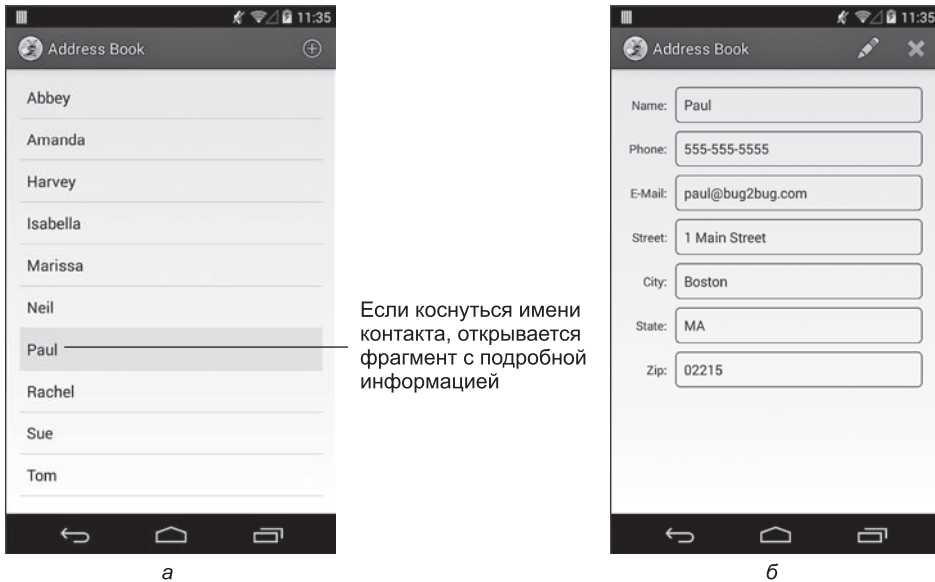 11:35
Address Book
Abbey
Amanda
Harvey
Isabella
Marissa
Neil
Paul
Rachel
Sue
Tom
а
Если коснуться имени
контакта, открывается
фрагмент с подробной
информацией
11:35
Address Book
Name: Paul
Phone: 555-555-5555
E-Mail: paul@bug2bug.com
Street: 1 Main Street
City: Boston
State: MA
Zip: 02215
б